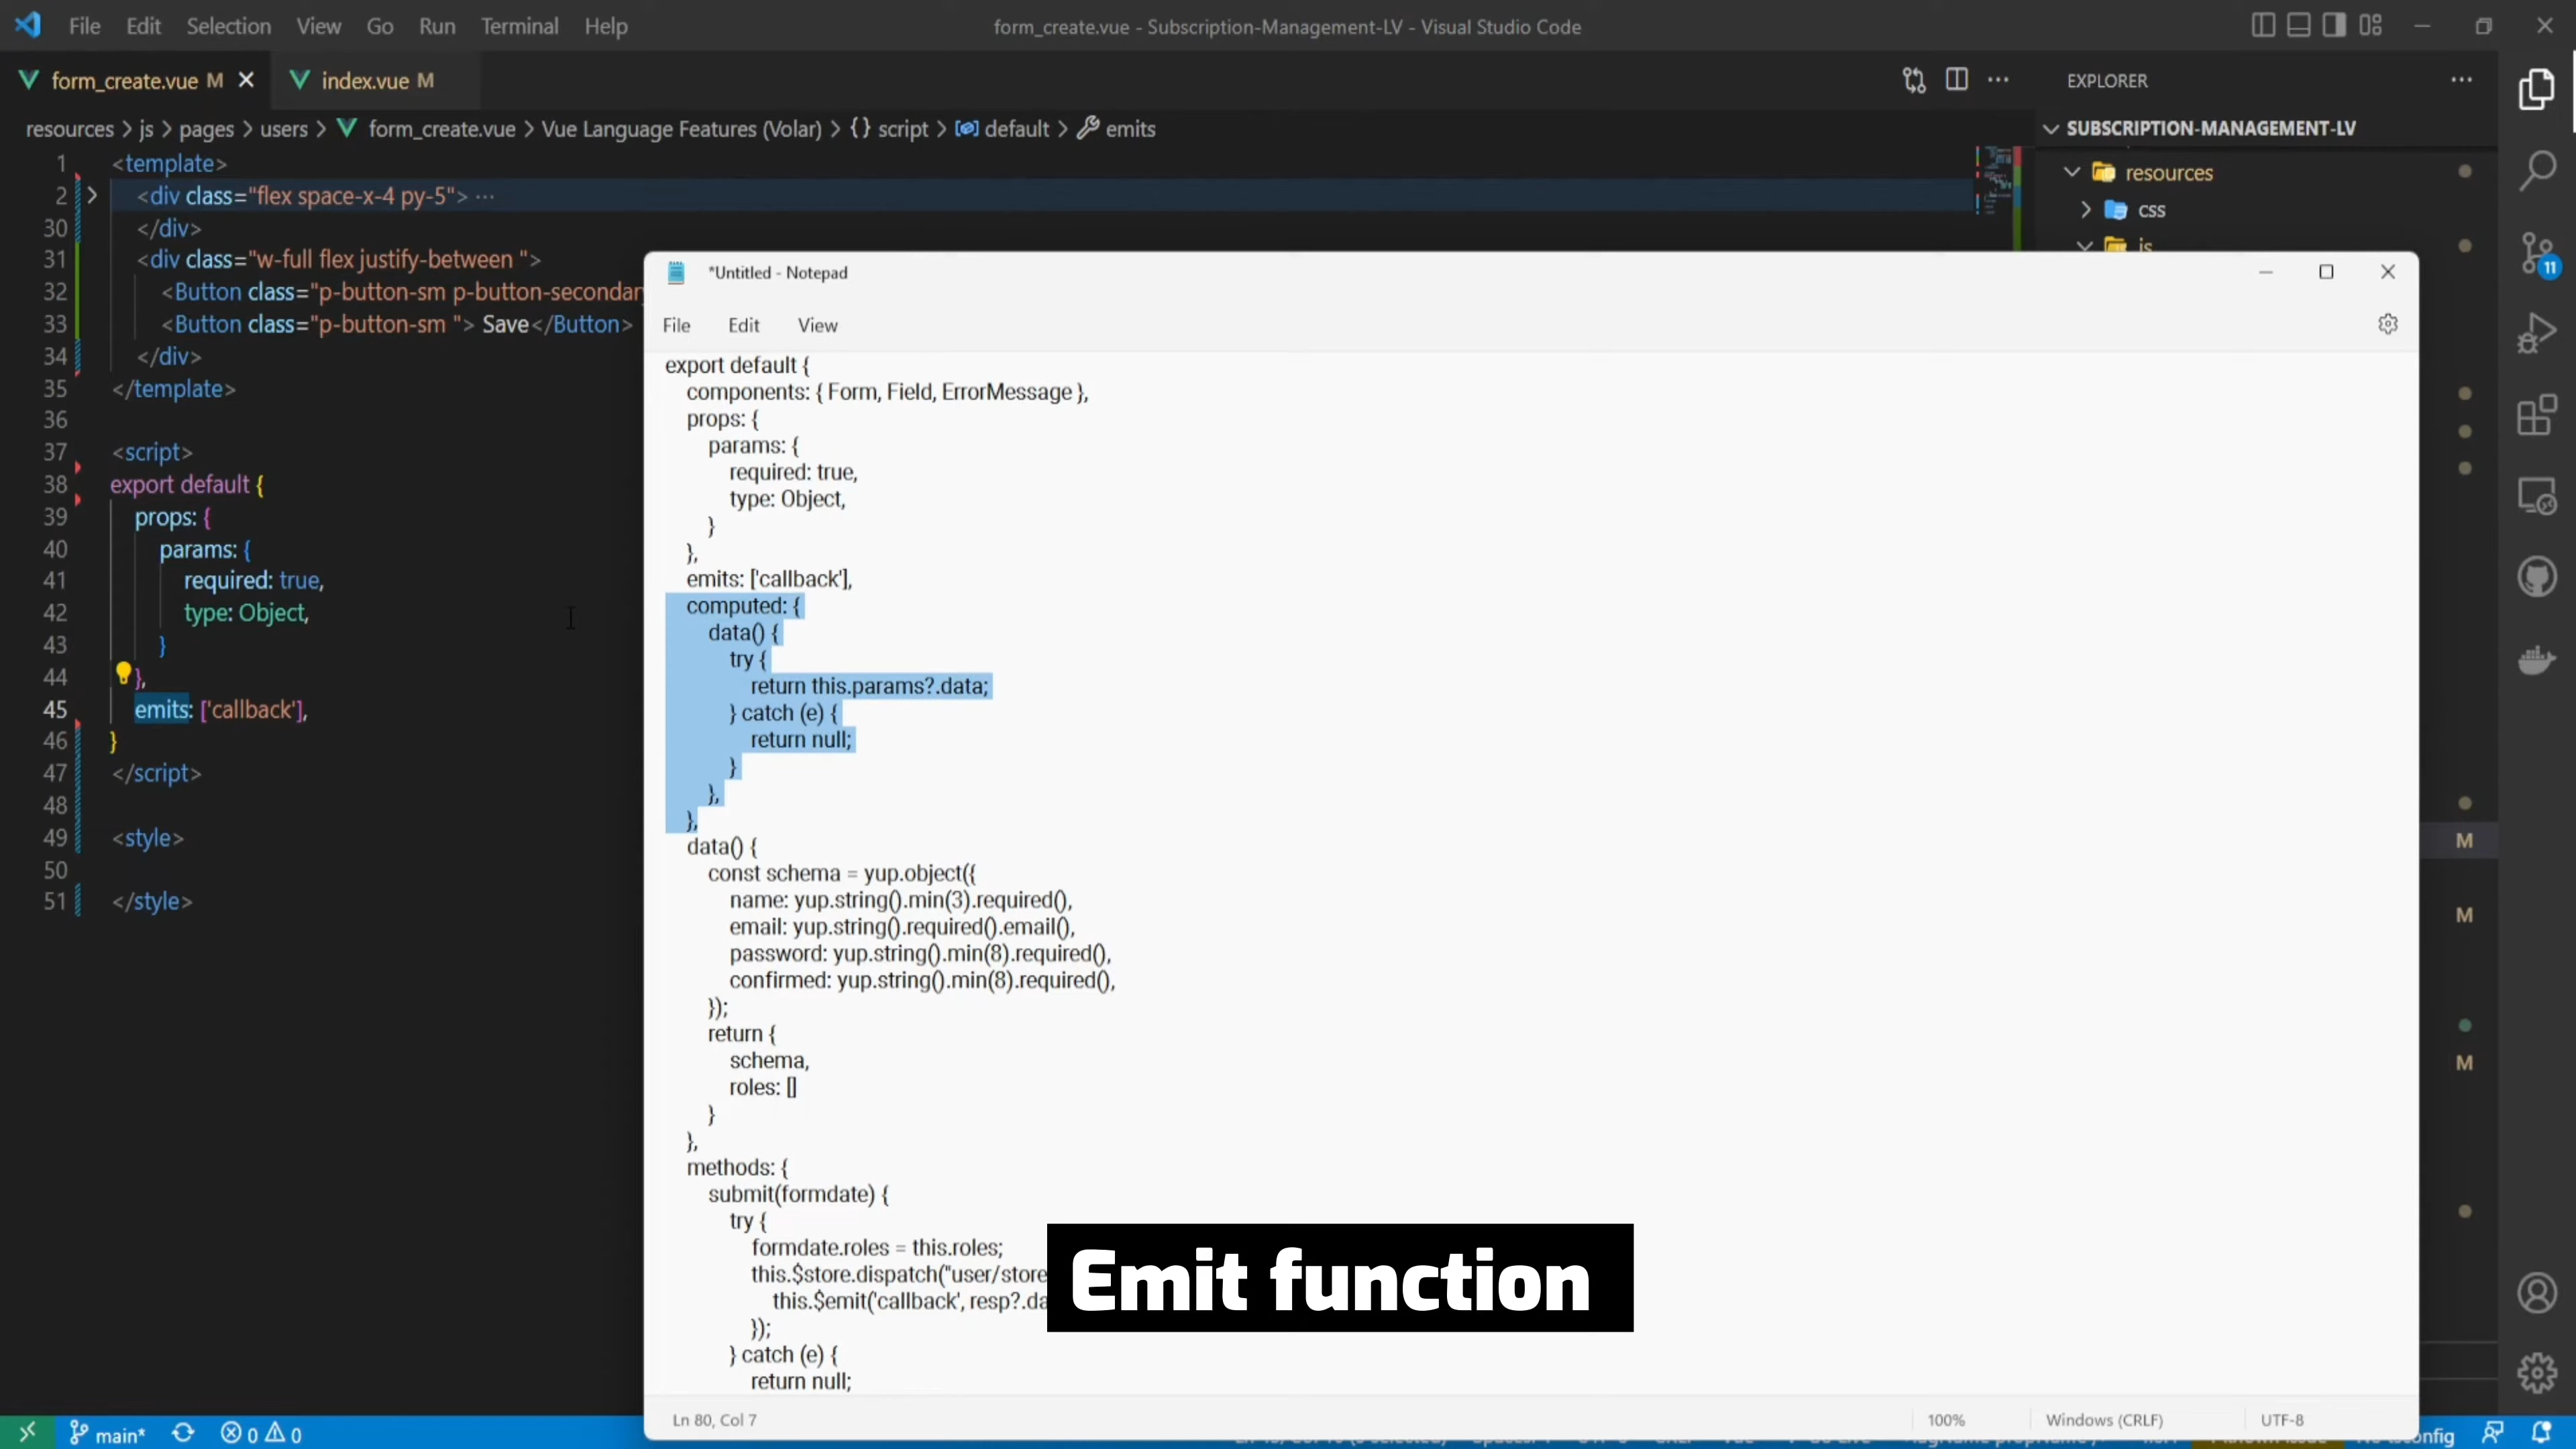 File Edit Selection View Go Run Terminal Help
form_create.vue - Subscription-Management-LV - Visual Studio Code
form_create.vue M
index.vue M
resources > js > pages > users > form_create.vue > Vue Language Features (Volar) > {} script > default > emits
1 <template>
2 <div class="flex space-x-4 py-5"> ...
30 </div>
31 <div class="w-full flex justify-between ">
32 <Button class="p-button-sm p-button-secondar
33 <Button class="p-button-sm "> Save</Button>
34 </div>
35 </template>
36
37 <script>
38 export default {
39 props: {
40 params: {
41 required: true,
42 type: Object,
43 }
44 },
45 emits: ['callback'],
46 }
47 </script>
48
49 <style>
50
51 </style>
EXPLORER
SUBSCRIPTION-MANAGEMENT-LV
resources
css
js
M
M
M
11
*Untitled - Notepad
File Edit View
export default {
components: { Form, Field, ErrorMessage },
props: {
params: {
required: true,
type: Object,
}
},
emits: ['callback'],
computed: {
data() {
try {
return this.params?.data;
} catch (e) {
return null;
}
},
},
data() {
const schema = yup.object({
name: yup.string().min(3).required(),
email: yup.string().required().email(),
password: yup.string().min(8).required(),
confirmed: yup.string().min(8).required(),
});
return {
schema,
roles: []
}
},
methods: {
submit(formdate) {
try {
formdate.roles = this.roles;
this.$store.dispatch("user/store
this.$emit('callback', resp?.da
});
} catch (e) {
return null;
Emit function
Ln 80, Col 7
100%
Windows (CRLF)
UTF-8
main* 0 0